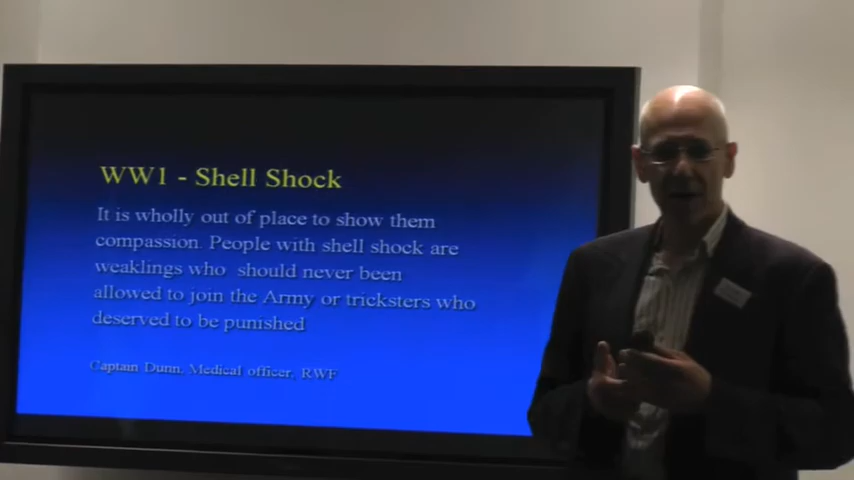 WW1 - Shell Shock
It is wholly out of place to show them
compassion. People with shell shock are
weaklings who should never been
allowed to join the Army or tricksters who
deserved to be punished
Captain Dunn, Medical officer, RWF